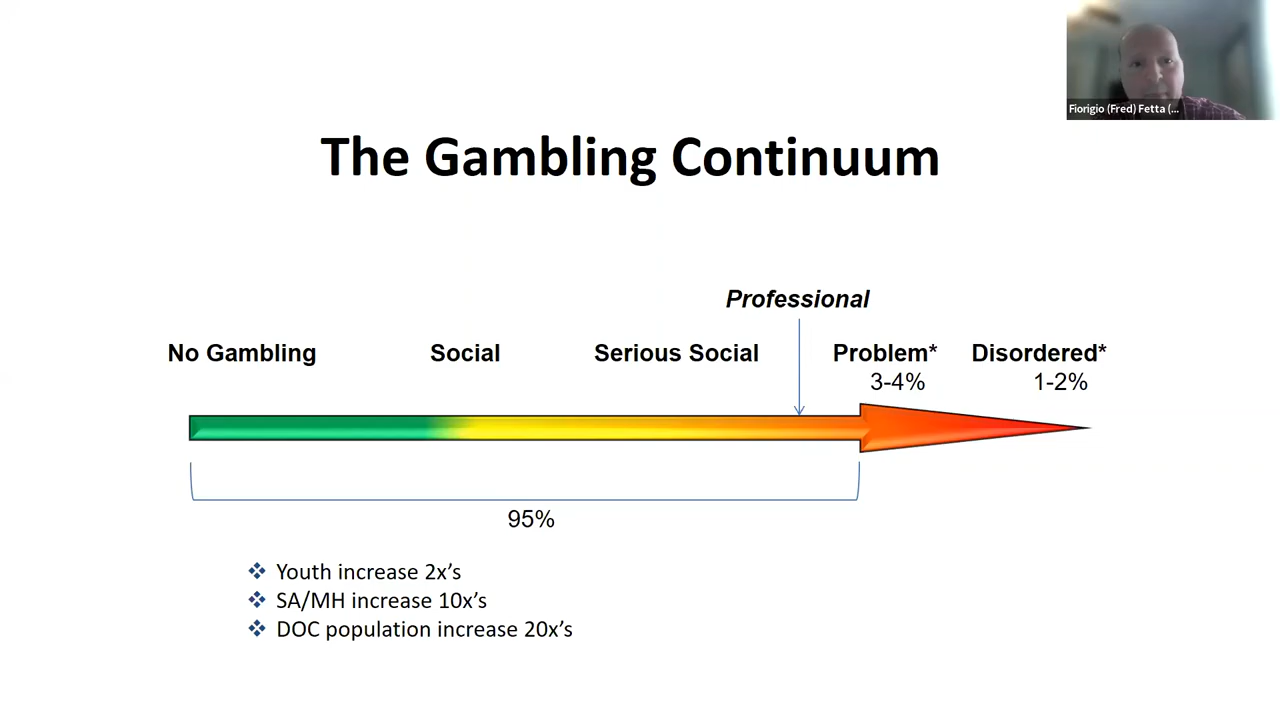 Fiorigio (Fred) Fetta (...
The Gambling Continuum
Professional
No Gambling Social Serious Social Problem* Disordered*
3-4% 1-2%
95%
❖ Youth increase 2x’s
❖ SA/MH increase 10x’s
❖ DOC population increase 20x’s